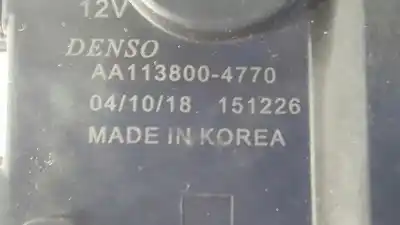 12V
DENSO
AA113800-4770
04/10/18 151226
MADE IN KOREA